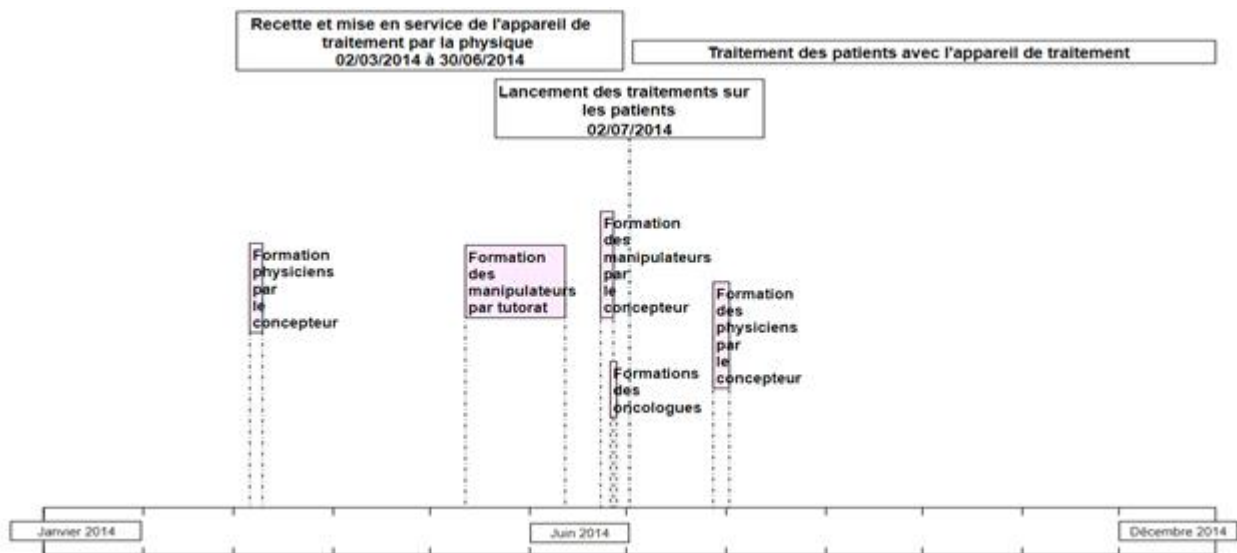 Recette et mise en service de l'appareil de
traitement par la physique
02/03/2014 à 30/06/2014
Traitement des patients avec l'appareil de traitement
Lancement des traitements sur
les patients
02/07/2014
Formation
physiciens
par
le
concepteur
Formation
des
manipulateurs
par tutorat
Formation
des
manipulateurs
par
le
concepteur
Formations
des
oncologues
Formation
des
physiciens
par
le
concepteur
Janvier 2014
Juin 2014
Décembre 2014